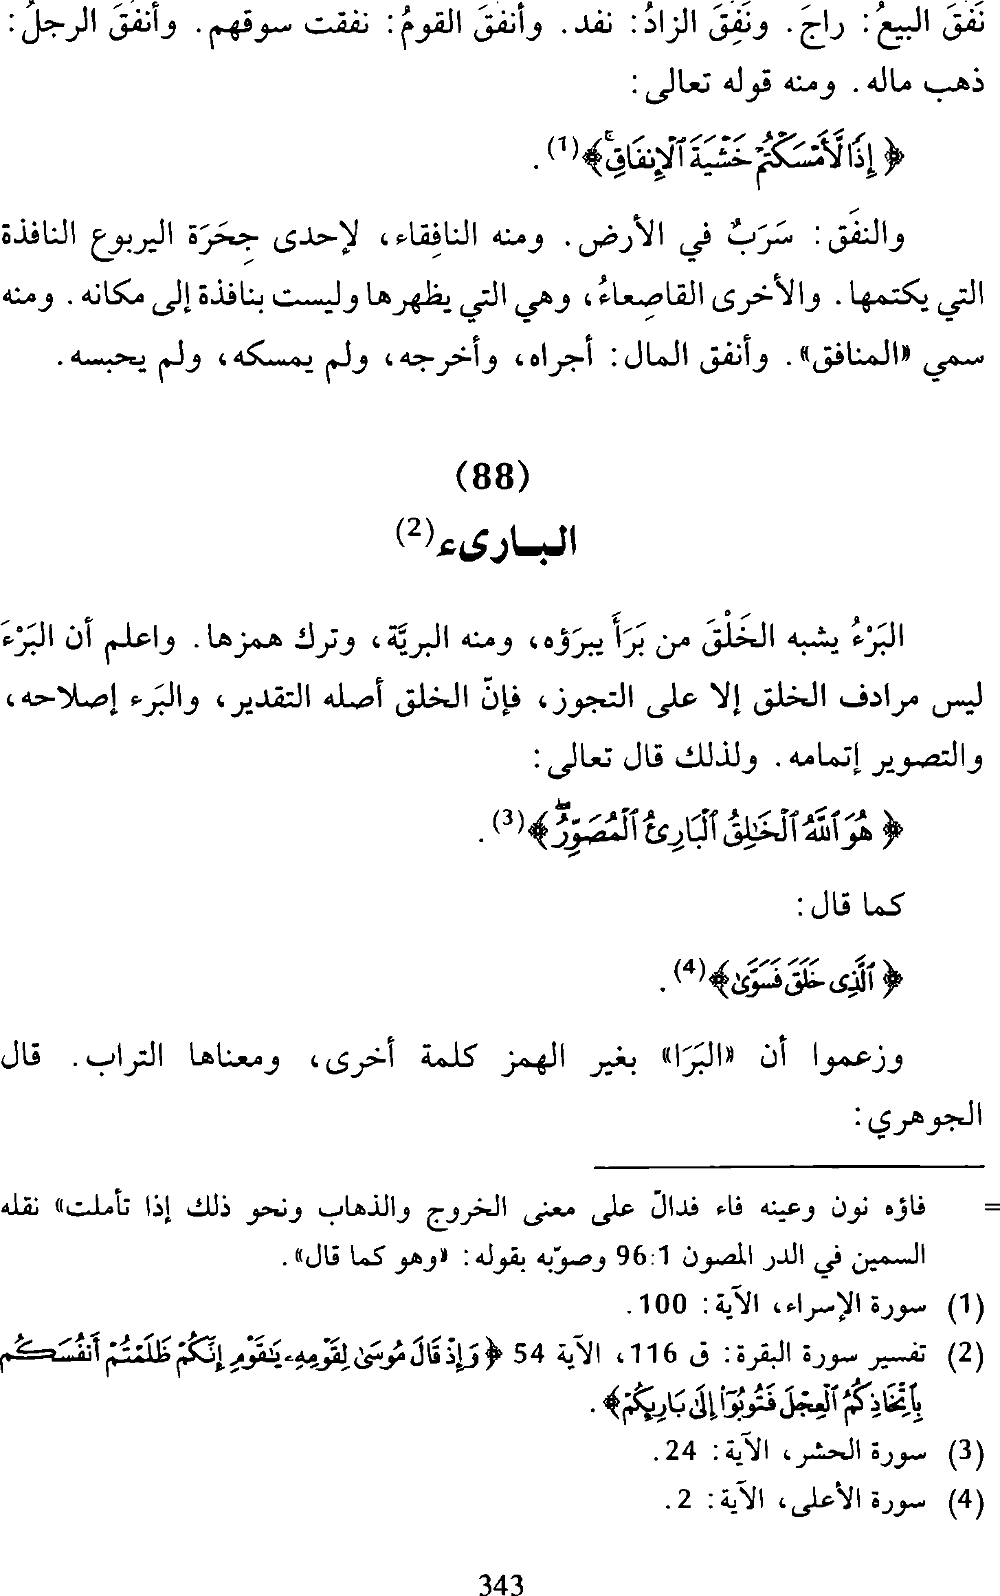 نَفَقَ البيعُ: راجَ. ونَفِقَ الزادُ: نفد. وأنفَقَ القومُ: نفقت سوقهم. وأنفَقَ الرجلُ:
ذهب ماله. ومنه قوله تعالى:
﴿ إِذًا لَّأَمْسَكْتُمْ خَشْيَةَ ٱلْإِنفَاقِ ۚ ﴾(1).
والنفَق: سَرَبٌ في الأرض. ومنه النافِقاء، لإحدى جِحَرَة اليربوع النافذة
التي يكتمها. والأخرى القاصِعاءُ، وهي التي يظهرها وليست بنافذة إلى مكانه. ومنه
سمي «المنافق». وأنفق المال: أجراه، وأخرجه، ولم يمسكه، ولم يحبسه.
(88)
البـارىء(2)
البَرْءُ يشبه الخَلْقَ من بَرَأَ يبرَؤه، ومنه البريَّة، وترك همزها. واعلم أن البَرْءَ
ليس مرادف الخلق إلا على التجوز، فإنّ الخلق أصله التقدير، والبَرء إصلاحه،
والتصوير إتمامه. ولذلك قال تعالى:
﴿ هُوَ ٱللَّهُ ٱلْخَٰلِقُ ٱلْبَارِئُ ٱلْمُصَوِّرُ ۖ ﴾(3).
كما قال:
﴿ ٱلَّذِى خَلَقَ فَسَوَّىٰ ﴾(4).
وزعموا أن «البَرَا» بغير الهمز كلمة أخرى، ومعناها التراب. قال
الجوهري:
= فاؤه نون وعينه فاء فدالّ على معنى الخروج والذهاب ونحو ذلك إذا تأملت» نقله
السمين في الدر المصون 96:1 وصوّبه بقوله: «وهو كما قال».
(1) سورة الإسراء، الآية: 100.
(2) تفسير سورة البقرة: ق 116، الآية 54 ﴿ وَإِذْ قَالَ مُوسَىٰ لِقَوْمِهِۦ يَٰقَوْمِ إِنَّكُمْ ظَلَمْتُمْ أَنفُسَكُم
بِٱتِّخَاذِكُمُ ٱلْعِجْلَ فَتُوبُوٓا۟ إِلَىٰ بَارِئِكُمْ ﴾.
(3) سورة الحشر، الآية: 24.
(4) سورة الأعلى، الآية: 2.
343